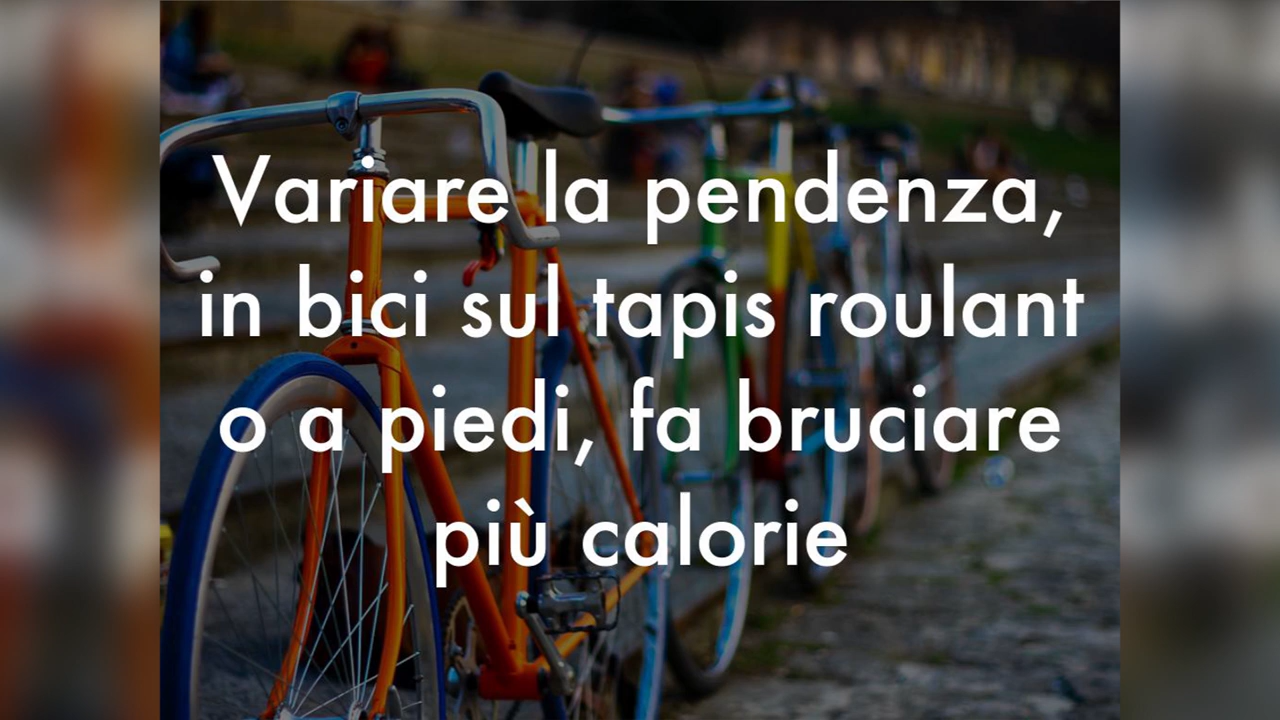 Variare la pendenza,
in bici sul tapis roulant
o a piedi, fa bruciare
più calorie